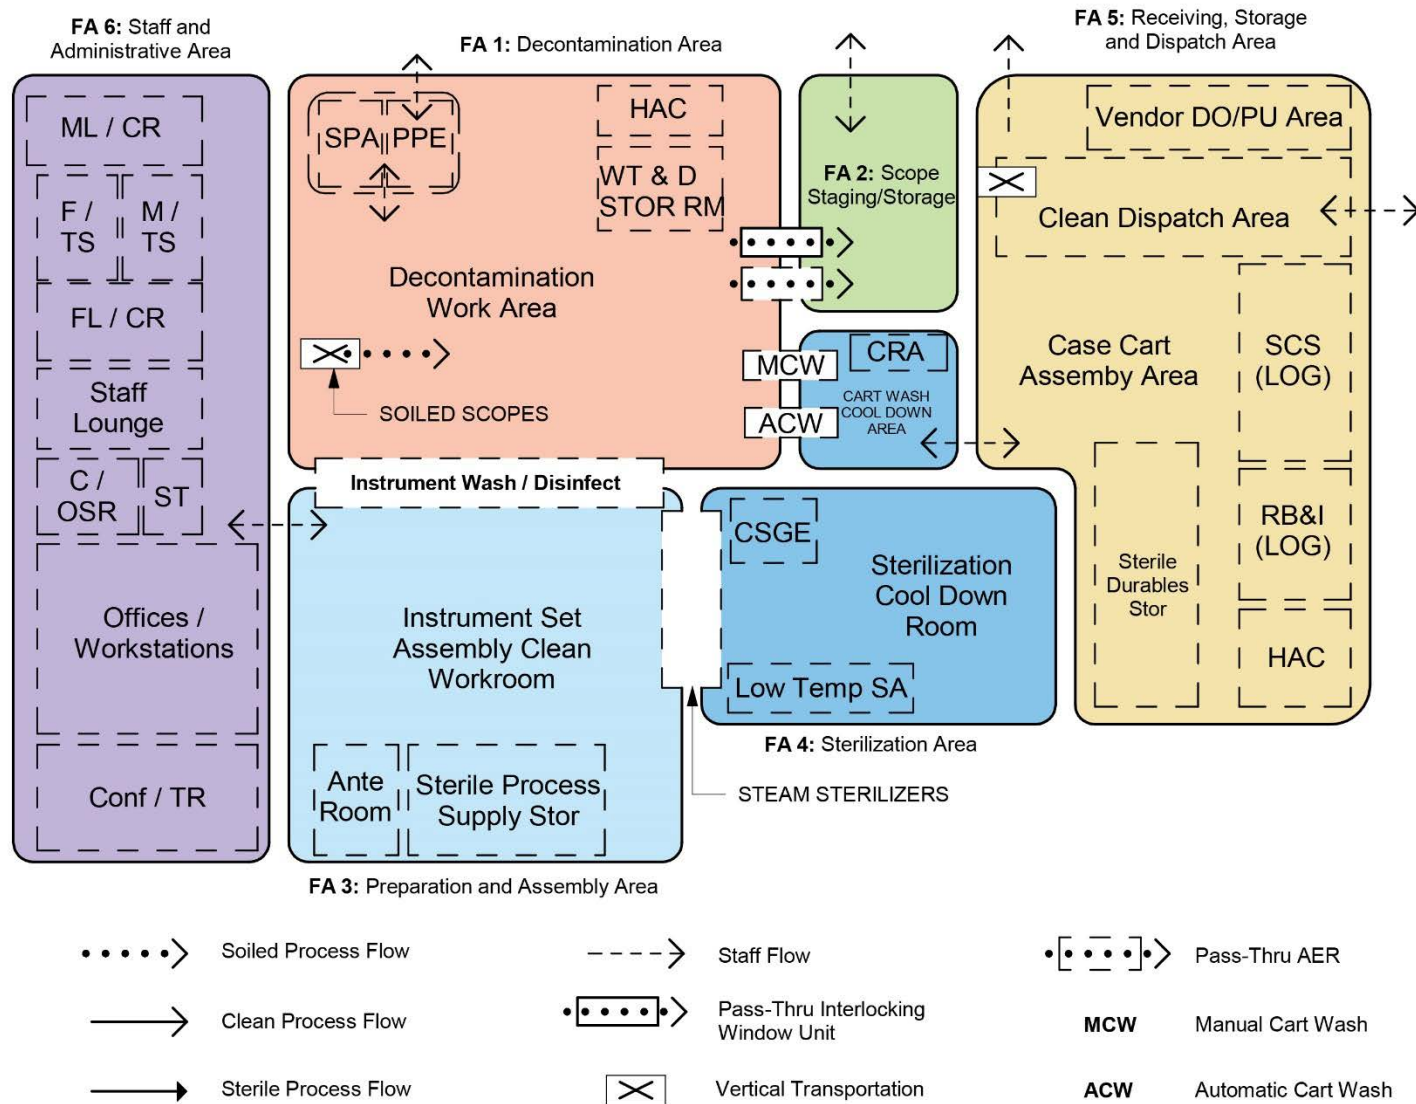 FA 6: Staff and
Administrative Area
FA 1: Decontamination Area
FA 5: Receiving, Storage
and Dispatch Area
ML / CR
F /
TS
M /
TS
FL / CR
Staff
Lounge
C /
OSR
ST
Offices /
Workstations
Conf / TR
SPA
PPE
HAC
WT & D
STOR RM
Decontamination
Work Area
SOILED SCOPES
Instrument Wash / Disinfect
FA 2: Scope
Staging/Storage
MCW
ACW
CRA
CART WASH
COOL DOWN
AREA
Vendor DO/PU Area
Clean Dispatch Area
Case Cart
Assemby Area
SCS
(LOG)
RB&I
(LOG)
HAC
Sterile
Durables
Stor
Instrument Set
Assembly Clean
Workroom
Ante
Room
Sterile Process
Supply Stor
FA 3: Preparation and Assembly Area
CSGE
Sterilization
Cool Down
Room
Low Temp SA
FA 4: Sterilization Area
STEAM STERILIZERS
Soiled Process Flow
Clean Process Flow
Sterile Process Flow
Staff Flow
Pass-Thru Interlocking
Window Unit
Vertical Transportation
Pass-Thru AER
MCW Manual Cart Wash
ACW Automatic Cart Wash